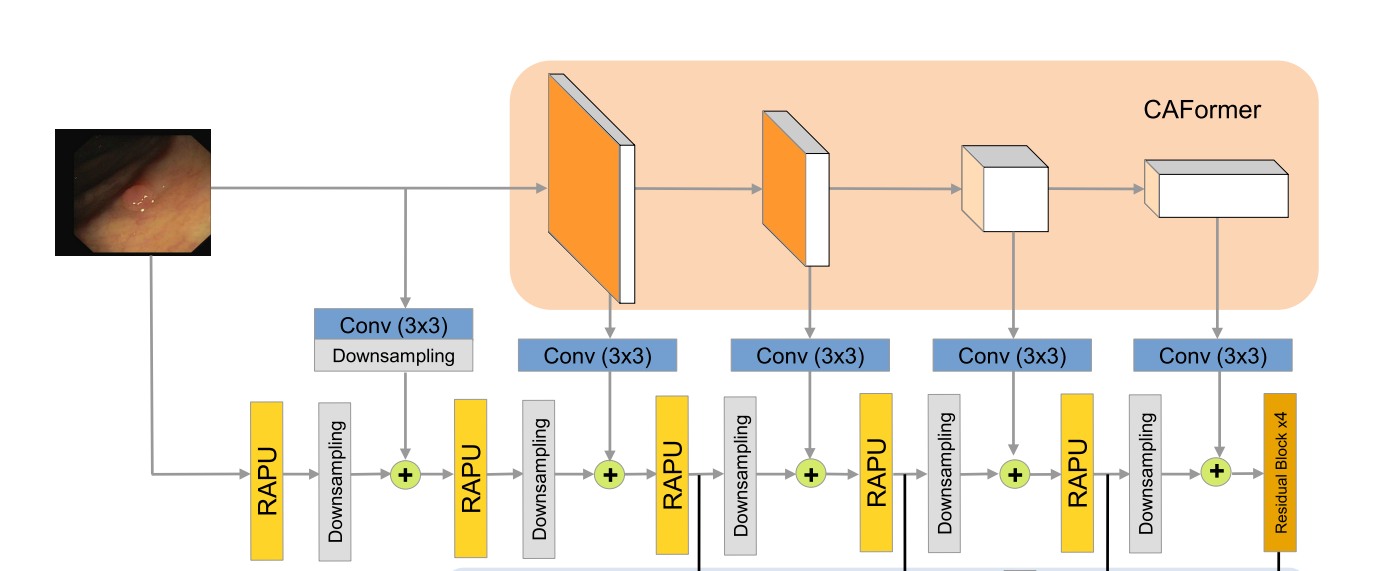 CAFormer
Conv (3x3)
Downsampling
Conv (3x3)
Conv (3x3)
Conv (3x3)
Conv (3x3)
RAPU
Downsampling
+
RAPU
Downsampling
+
RAPU
Downsampling
+
RAPU
Downsampling
+
RAPU
Downsampling
+
Residual Block x4